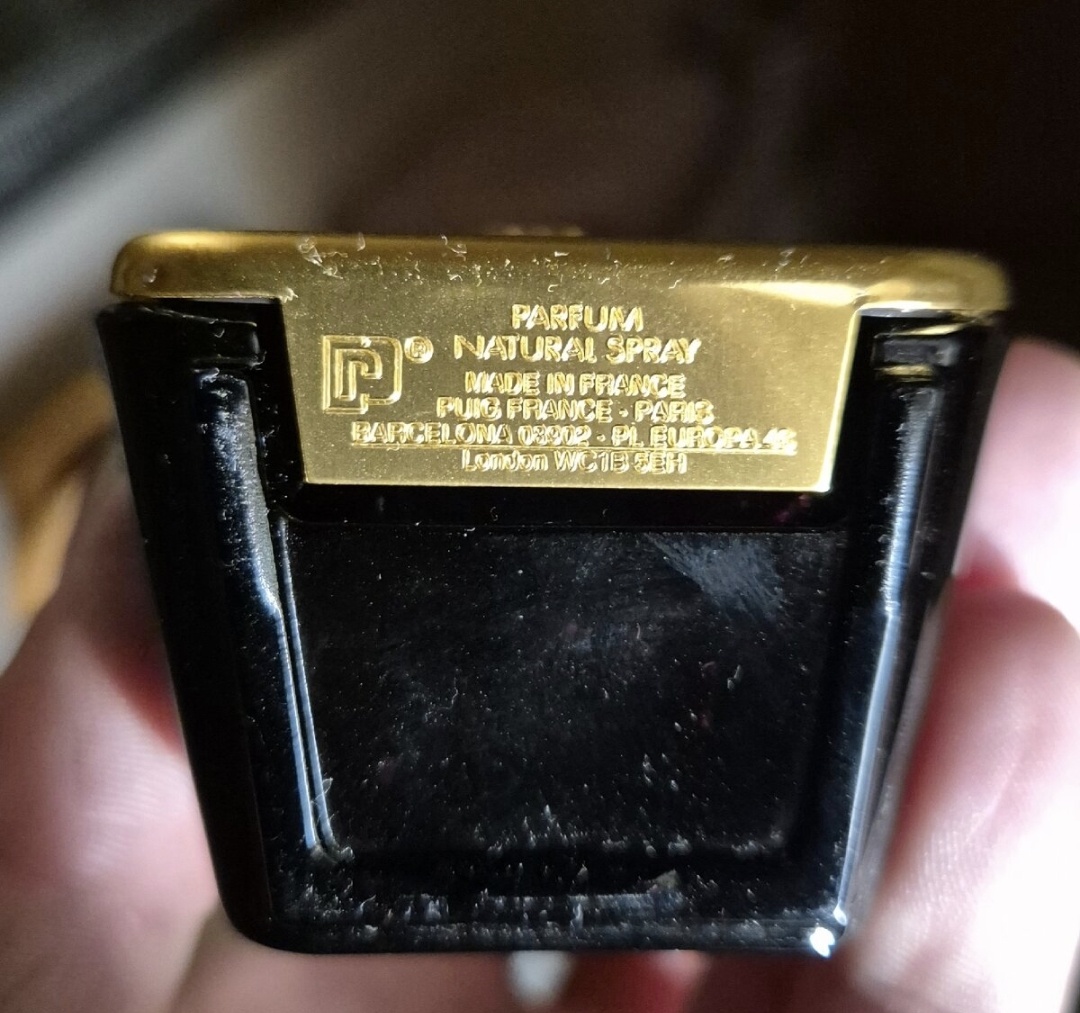 PARFUM
NATURAL SPRAY
MADE IN FRANCE
PUIG FRANCE - PARIS
BARCELONA 08902 - PL. EUROPA 46
London WC1B 5EH